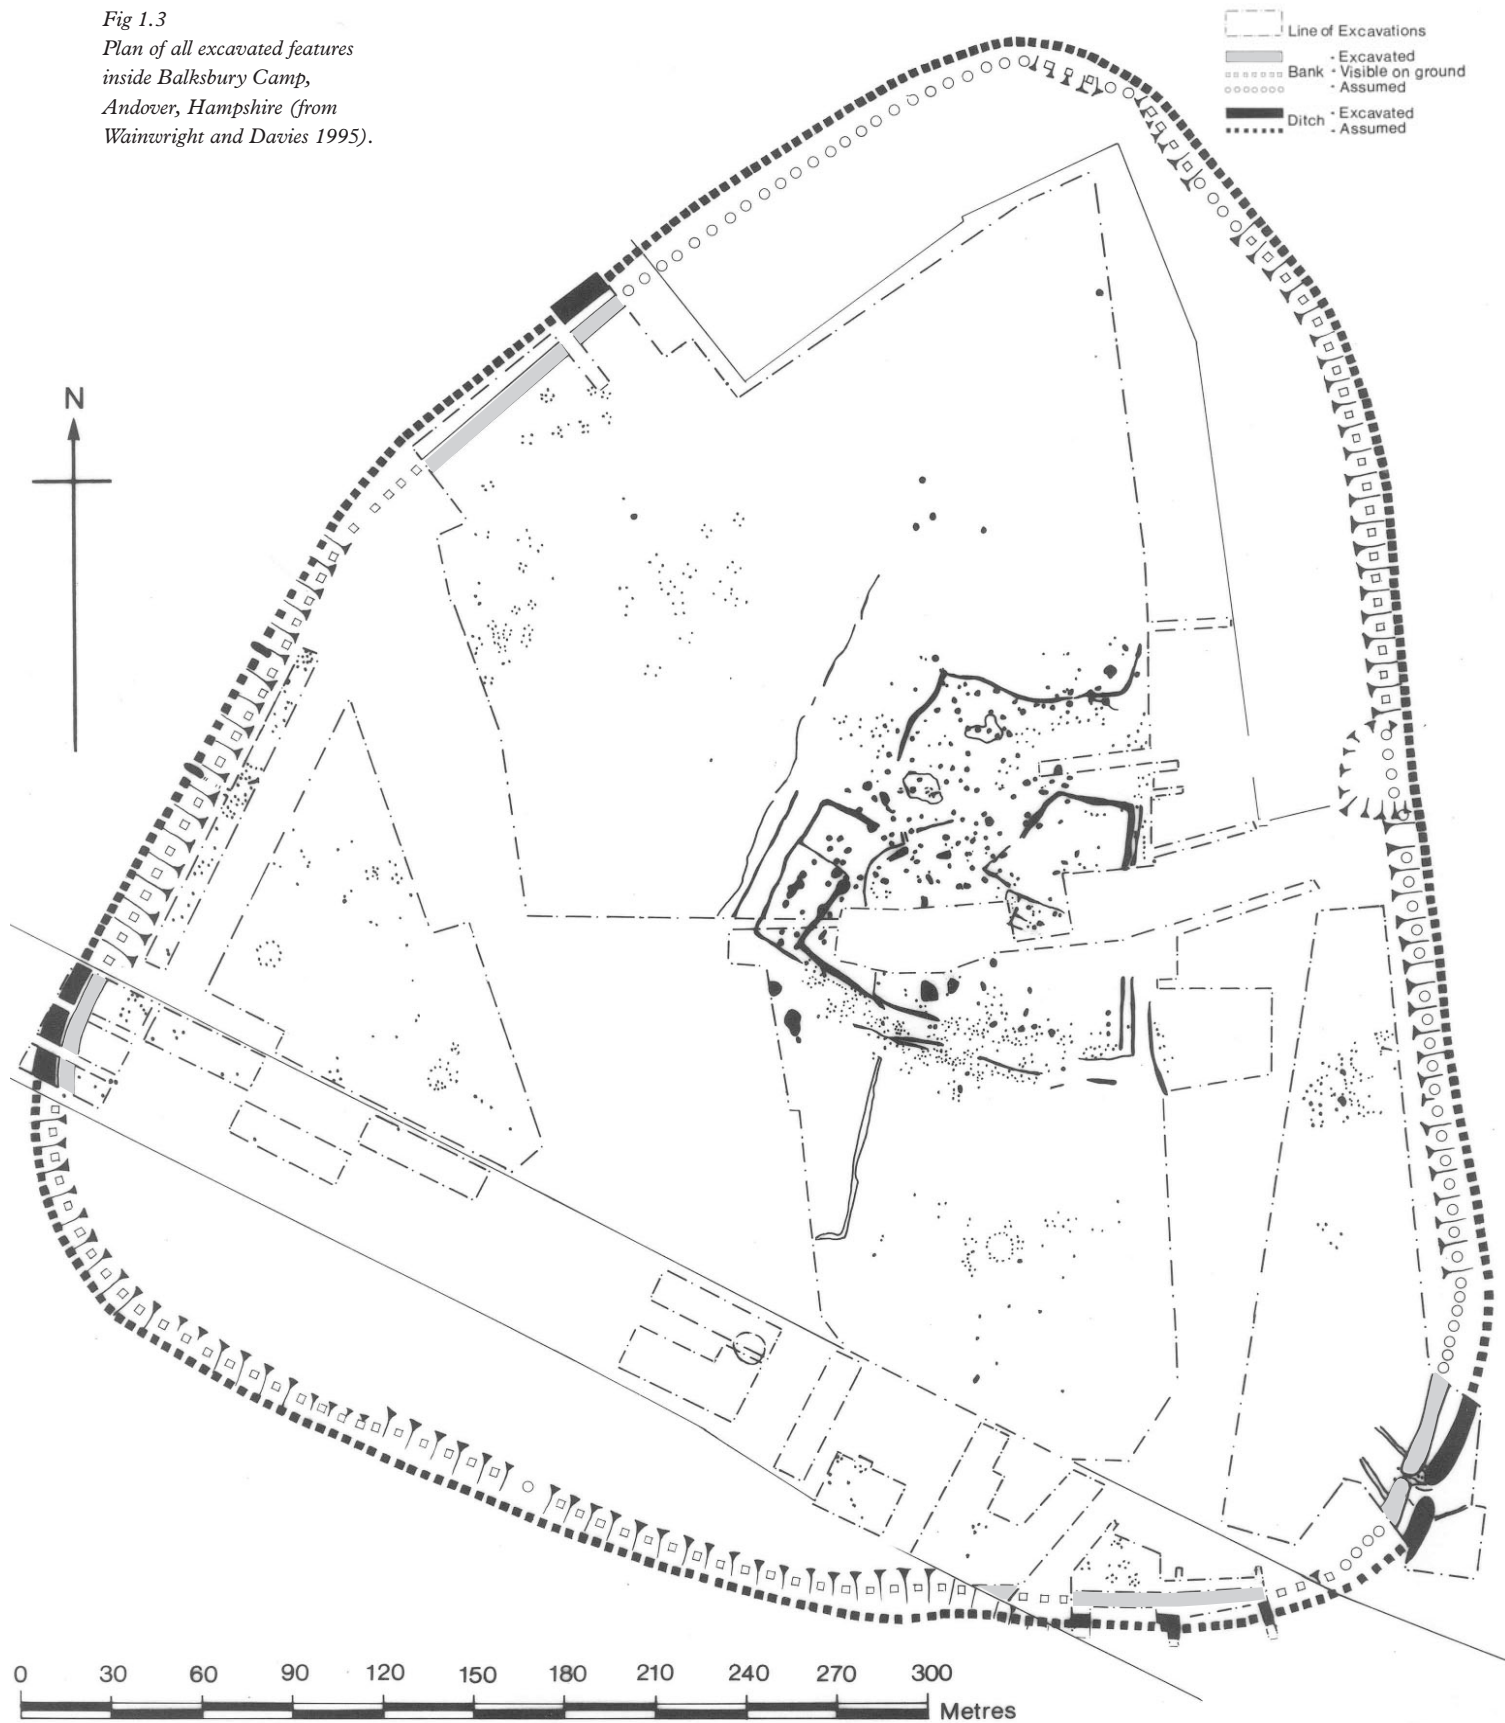 Fig 1.3
Plan of all excavated features
inside Balksbury Camp,
Andover, Hampshire (from
Wainwright and Davies 1995).
Line of Excavations
- Excavated
Bank - Visible on ground
- Assumed
Ditch - Excavated
- Assumed
N
0 30 60 90 120 150 180 210 240 270 300
Metres